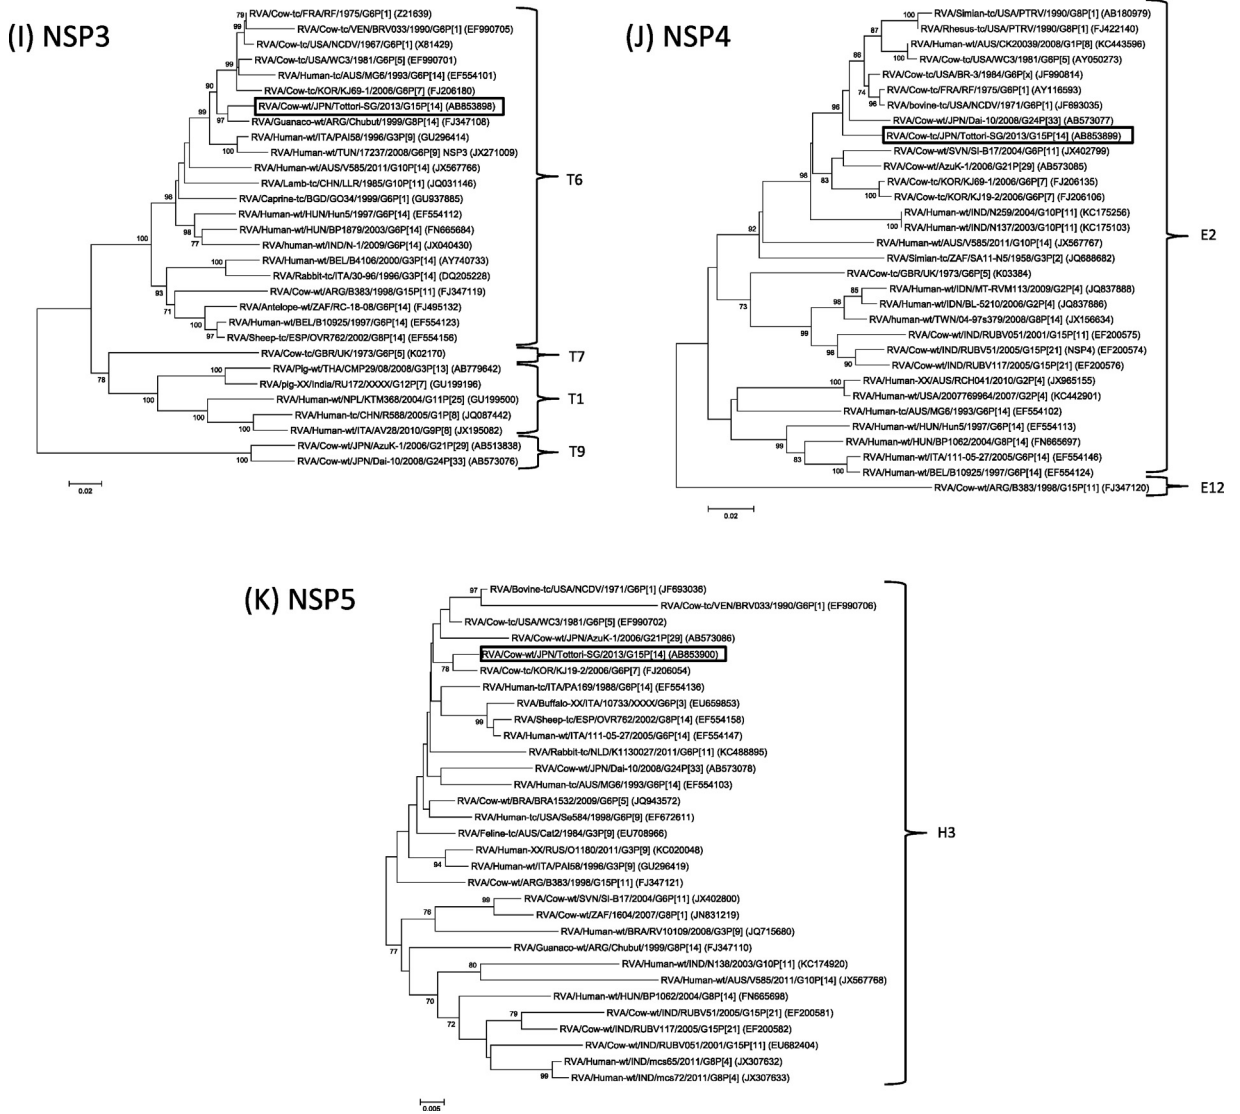 (I) NSP3
79
RVA/Cow-tc/FRA/RF/1975/G6P[1] (Z21639)
99
RVA/Cow-tc/VEN/BRV033/1990/G6P[1] (EF990705)
RVA/Cow-tc/USA/NCDV/1967/G6P[1] (X81429)
99
RVA/Cow-tc/USA/WC3/1981/G6P[5] (EF990701)
RVA/Human-tc/AUS/MG6/1993/G6P[14] (EF554101)
90
RVA/Cow-tc/KOR/KJ69-1/2006/G6P[7] (FJ206180)
99
RVA/Cow-wt/JPN/Tottori-SG/2013/G15P[14] (AB853898)
97
RVA/Guanaco-wt/ARG/Chubut/1999/G8P[14] (FJ347108)
RVA/Human-wt/ITA/PAI58/1996/G3P[9] (GU296414)
100
RVA/Human-wt/TUN/17237/2008/G6P[9] NSP3 (JX271009)
RVA/Human-wt/AUS/V585/2011/G10P[14] (JX567766)
T6
RVA/Lamb-tc/CHN/LLR/1985/G10P[11] (JQ031146)
98
RVA/Caprine-tc/BGD/GO34/1999/G6P[1] (GU937885)
RVA/Human-wt/HUN/Hun5/1997/G6P[14] (EF554112)
98
RVA/Human-wt/HUN/BP1879/2003/G6P[14] (FN665684)
77
RVA/human-wt/IND/N-1/2009/G6P[14] (JX040430)
100
RVA/Human-wt/BEL/B4106/2000/G3P[14] (AY740733)
100
RVA/Rabbit-tc/ITA/30-96/1996/G3P[14] (DQ205228)
83
RVA/Cow-wt/ARG/B383/1998/G15P[11] (FJ347119)
71
RVA/Antelope-wt/ZAF/RC-18-08/G6P[14] (FJ495132)
RVA/Human-wt/BEL/B10925/1997/G6P[14] (EF554123)
97
RVA/Sheep-tc/ESP/OVR762/2002/G8P[14] (EF554156)
RVA/Cow-tc/GBR/UK/1973/G6P[5] (K02170)
T7
78
RVA/Pig-wt/THA/CMP29/08/2008/G3P[13] (AB779642)
100
RVA/pig-XX/India/RU172/XXXX/G12P[7] (GU199196)
100
RVA/Human-wt/NPL/KTM368/2004/G11P[25] (GU199500)
T1
100
RVA/Human-tc/CHN/R588/2005/G1P[8] (JQ087442)
100
RVA/Human-wt/ITA/AV28/2010/G9P[8] (JX195082)
RVA/Cow-wt/JPN/AzuK-1/2006/G21P[29] (AB513838)
T9
100
RVA/Cow-wt/JPN/Dai-10/2008/G24P[33] (AB573076)
0.02
(J) NSP4
RVA/Simian-tc/USA/PTRV/1990/G8P[1] (AB180979)
100
RVA/Rhesus-tc/USA/PTRV/1990/G8P[1] (FJ422140)
87
RVA/Human-wt/AUS/CK20039/2008/G1P[8] (KC443596)
100
RVA/Cow-tc/USA/WC3/1981/G6P[5] (AY050273)
86
RVA/Cow-tc/USA/BR-3/1984/G6P[x] (JF990814)
74
RVA/Cow-tc/FRA/RF/1975/G6P[1] (AY116593)
96
RVA/bovine-tc/USA/NCDV/1971/G6P[1] (JF693035)
RVA/Cow-wt/JPN/Dai-10/2008/G24P[33] (AB573077)
RVA/Cow-tc/JPN/Tottori-SG/2013/G15P[14] (AB853899)
RVA/Cow-wt/SVN/SI-B17/2004/G6P[11] (JX402799)
98
RVA/Cow-wt/AzuK-1/2006/G21P[29] (AB573085)
83
RVA/Cow-tc/KOR/KJ69-1/2006/G6P[7] (FJ206135)
100
RVA/Cow-tc/KOR/KJ19-2/2006/G6P[7] (FJ206106)
RVA/Human-wt/IND/N259/2004/G10P[11] (KC175256)
100
RVA/Human-wt/IND/N137/2003/G10P[11] (KC175103)
92
RVA/Human-wt/AUS/V585/2011/G10P[14] (JX567767)
E2
RVA/Simian-tc/ZAF/SA11-N5/1958/G3P[2] (JQ688682)
RVA/Cow-tc/GBR/UK/1973/G6P[5] (K03384)
73
85
RVA/Human-wt/IDN/MT-RVM113/2009/G2P[4] (JQ837888)
98
RVA/Human-wt/IDN/BL-5210/2006/G2P[4] (JQ837886)
RVA/human-wt/TWN/04-97s379/2008/G8P[14] (JX156634)
99
RVA/Cow-wt/IND/RUBV051/2001/G15P[11] (EF200575)
98
RVA/Cow-wt/IND/RUBV51/2005/G15P[21] (NSP4) (EF200574)
90
RVA/Cow-wt/IND/RUBV117/2005/G15P[21] (EF200576)
RVA/Human-XX/AUS/RCH041/2010/G2P[4] (JX965155)
100
RVA/Human-wt/USA/2007769964/2007/G2P[4] (KC442901)
RVA/Human-tc/AUS/MG6/1993/G6P[14] (EF554102)
RVA/Human-wt/HUN/Hun5/1997/G6P[14] (EF554113)
99
RVA/Human-wt/HUN/BP1062/2004/G8P[14] (FN665697)
83
RVA/Human-wt/ITA/111-05-27/2005/G6P[14] (EF554146)
100
RVA/Human-wt/BEL/B10925/1997/G6P[14] (EF554124)
RVA/Cow-wt/ARG/B383/1998/G15P[11] (FJ347120)
E12
0.02
(K) NSP5
97
RVA/Bovine-tc/USA/NCDV/1971/G6P[1] (JF693036)
RVA/Cow-tc/VEN/BRV033/1990/G6P[1] (EF990706)
RVA/Cow-tc/USA/WC3/1981/G6P[5] (EF990702)
RVA/Cow-wt/JPN/AzuK-1/2006/G21P[29] (AB573086)
RVA/Cow-wt/JPN/Tottori-SG/2013/G15P[14] (AB853900)
78
RVA/Cow-tc/KOR/KJ19-2/2006/G6P[7] (FJ206054)
RVA/Human-tc/ITA/PA169/1988/G6P[14] (EF554136)
RVA/Buffalo-XX/ITA/10733/XXXX/G6P[3] (EU659853)
99
RVA/Sheep-tc/ESP/OVR762/2002/G8P[14] (EF554158)
RVA/Human-wt/ITA/111-05-27/2005/G6P[14] (EF554147)
RVA/Rabbit-tc/NLD/K1130027/2011/G6P[11] (KC488895)
RVA/Cow-wt/JPN/Dai-10/2008/G24P[33] (AB573078)
RVA/Human-tc/AUS/MG6/1993/G6P[14] (EF554103)
RVA/Cow-wt/BRA/BRA1532/2009/G6P[5] (JQ943572)
RVA/Human-tc/USA/Se584/1998/G6P[9] (EF672611)
RVA/Feline-tc/AUS/Cat2/1984/G3P[9] (EU708966)
H3
RVA/Human-XX/RUS/O1180/2011/G3P[9] (KC020048)
94
RVA/Human-wt/ITA/PAI58/1996/G3P[9] (GU296419)
RVA/Cow-wt/ARG/B383/1998/G15P[11] (FJ347121)
99
RVA/Cow-wt/SVN/SI-B17/2004/G6P[11] (JX402800)
76
RVA/Cow-wt/ZAF/1604/2007/G8P[1] (JN831219)
RVA/Human-wt/BRA/RV10109/2008/G3P[9] (JQ715680)
77
RVA/Guanaco-wt/ARG/Chubut/1999/G8P[14] (FJ347110)
80
RVA/Human-wt/IND/N138/2003/G10P[11] (KC174920)
RVA/Human-wt/AUS/V585/2011/G10P[14] (JX567768)
70
RVA/Human-wt/HUN/BP1062/2004/G8P[14] (FN665698)
79
RVA/Cow-wt/IND/RUBV51/2005/G15P[21] (EF200581)
72
RVA/Cow-wt/IND/RUBV117/2005/G15P[21] (EF200582)
RVA/Cow-wt/IND/RUBV051/2001/G15P[11] (EU682404)
RVA/Human-wt/IND/mcs65/2011/G8P[4] (JX307632)
99
RVA/Human-wt/IND/mcs72/2011/G8P[4] (JX307633)
0.005